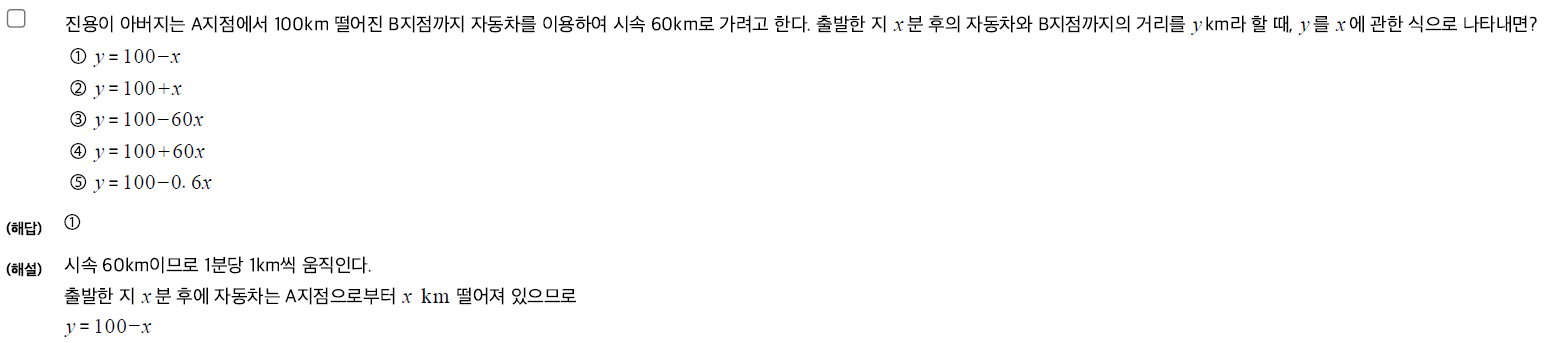 진용이 아버지는 A지점에서 100km 떨어진 B지점까지 자동차를 이용하여 시속 60km로 가려고 한다. 출발한 지 x분 후의 자동차와 B지점까지의 거리를 ykm라 할 때, y를 x에 관한 식으로 나타내면?
① y=100-x
② y=100+x
③ y=100-60x
④ y=100+60x
⑤ y=100-0.6x
(해답) ①
(해설) 시속 60km이므로 1분당 1km씩 움직인다.
출발한 지 x분 후에 자동차는 A지점으로부터 x km 떨어져 있으므로
y=100-x